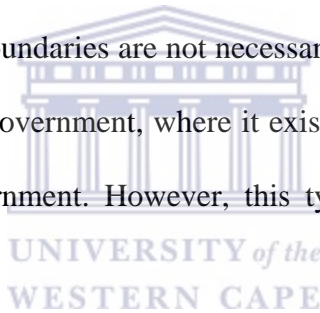 undaries are not necessar
overnment, where it exis
rnment. However, this ty
UNIVERSITY of the
WESTERN CAPE